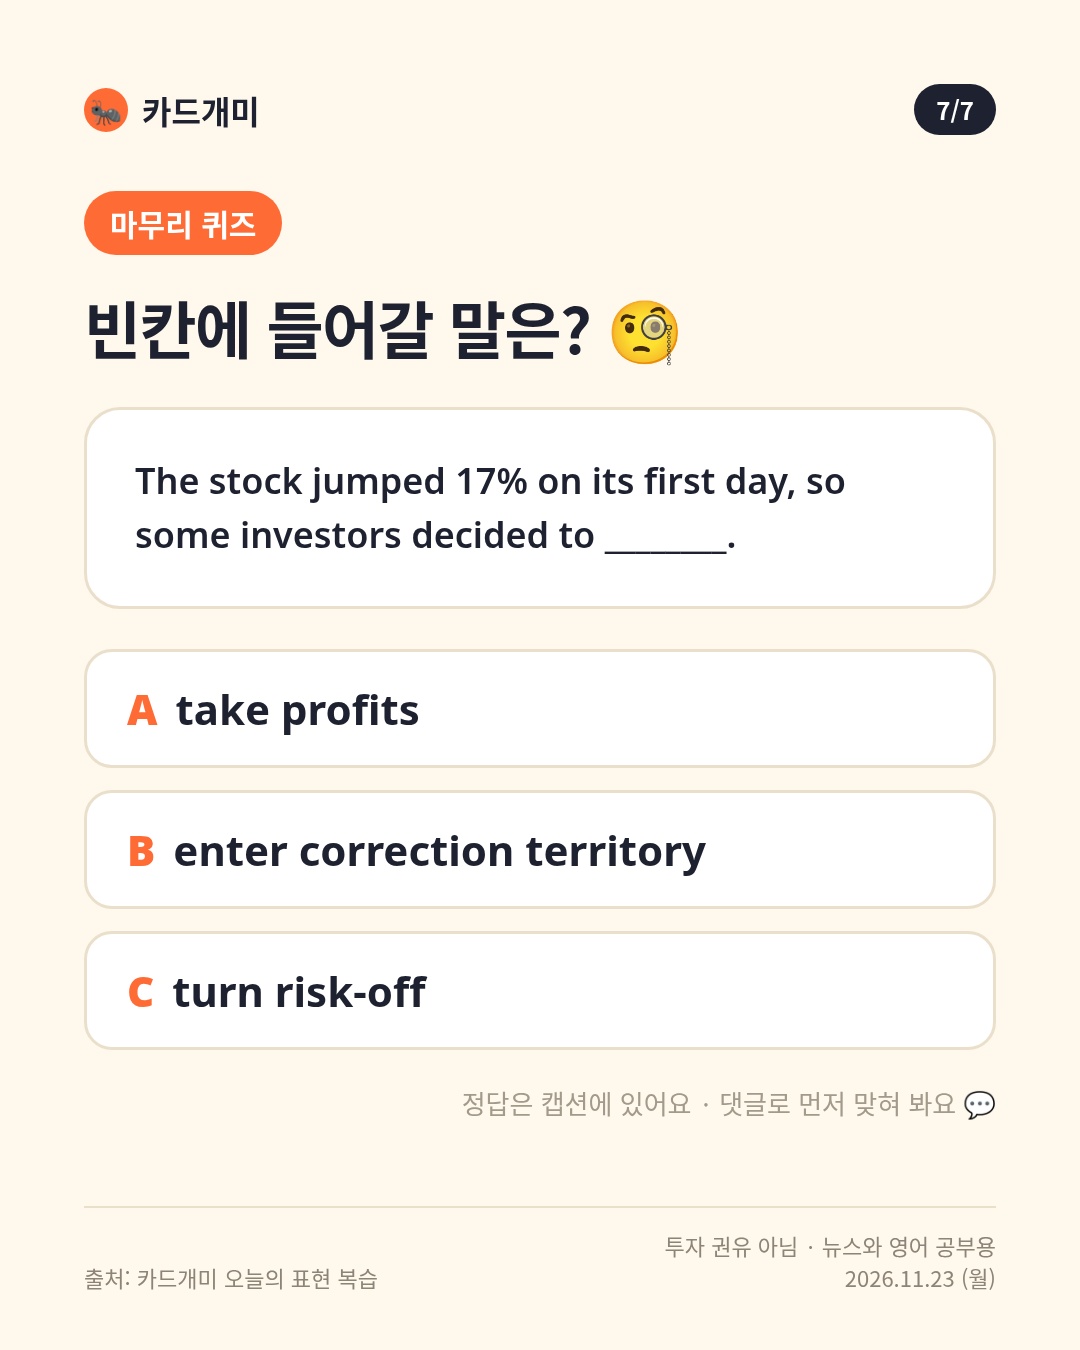 카드개미
7/7
마무리 퀴즈
빈칸에 들어갈 말은? 🧐
The stock jumped 17% on its first day, so
some investors decided to ________.
A take profits
B enter correction territory
C turn risk-off
정답은 캡션에 있어요 · 댓글로 먼저 맞혀 봐요 💬
투자 권유 아님 · 뉴스와 영어 공부용
출처: 카드개미 오늘의 표현 복습
2026.11.23 (월)